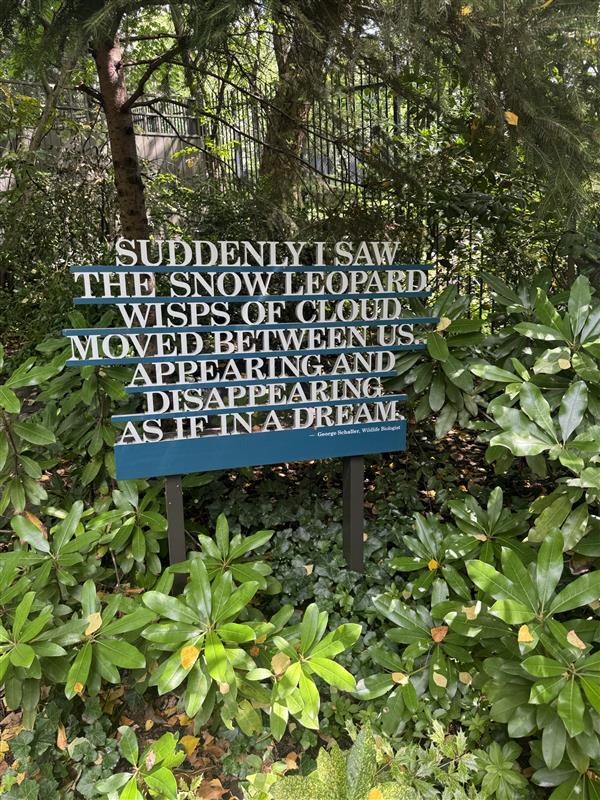 SUDDENLY I SAW
THE SNOW LEOPARD.
WISPS OF CLOUD
MOVED BETWEEN US.
APPEARING AND
DISAPPEARING
AS IF IN A DREAM.
— George Schaller, Wildlife Biologist